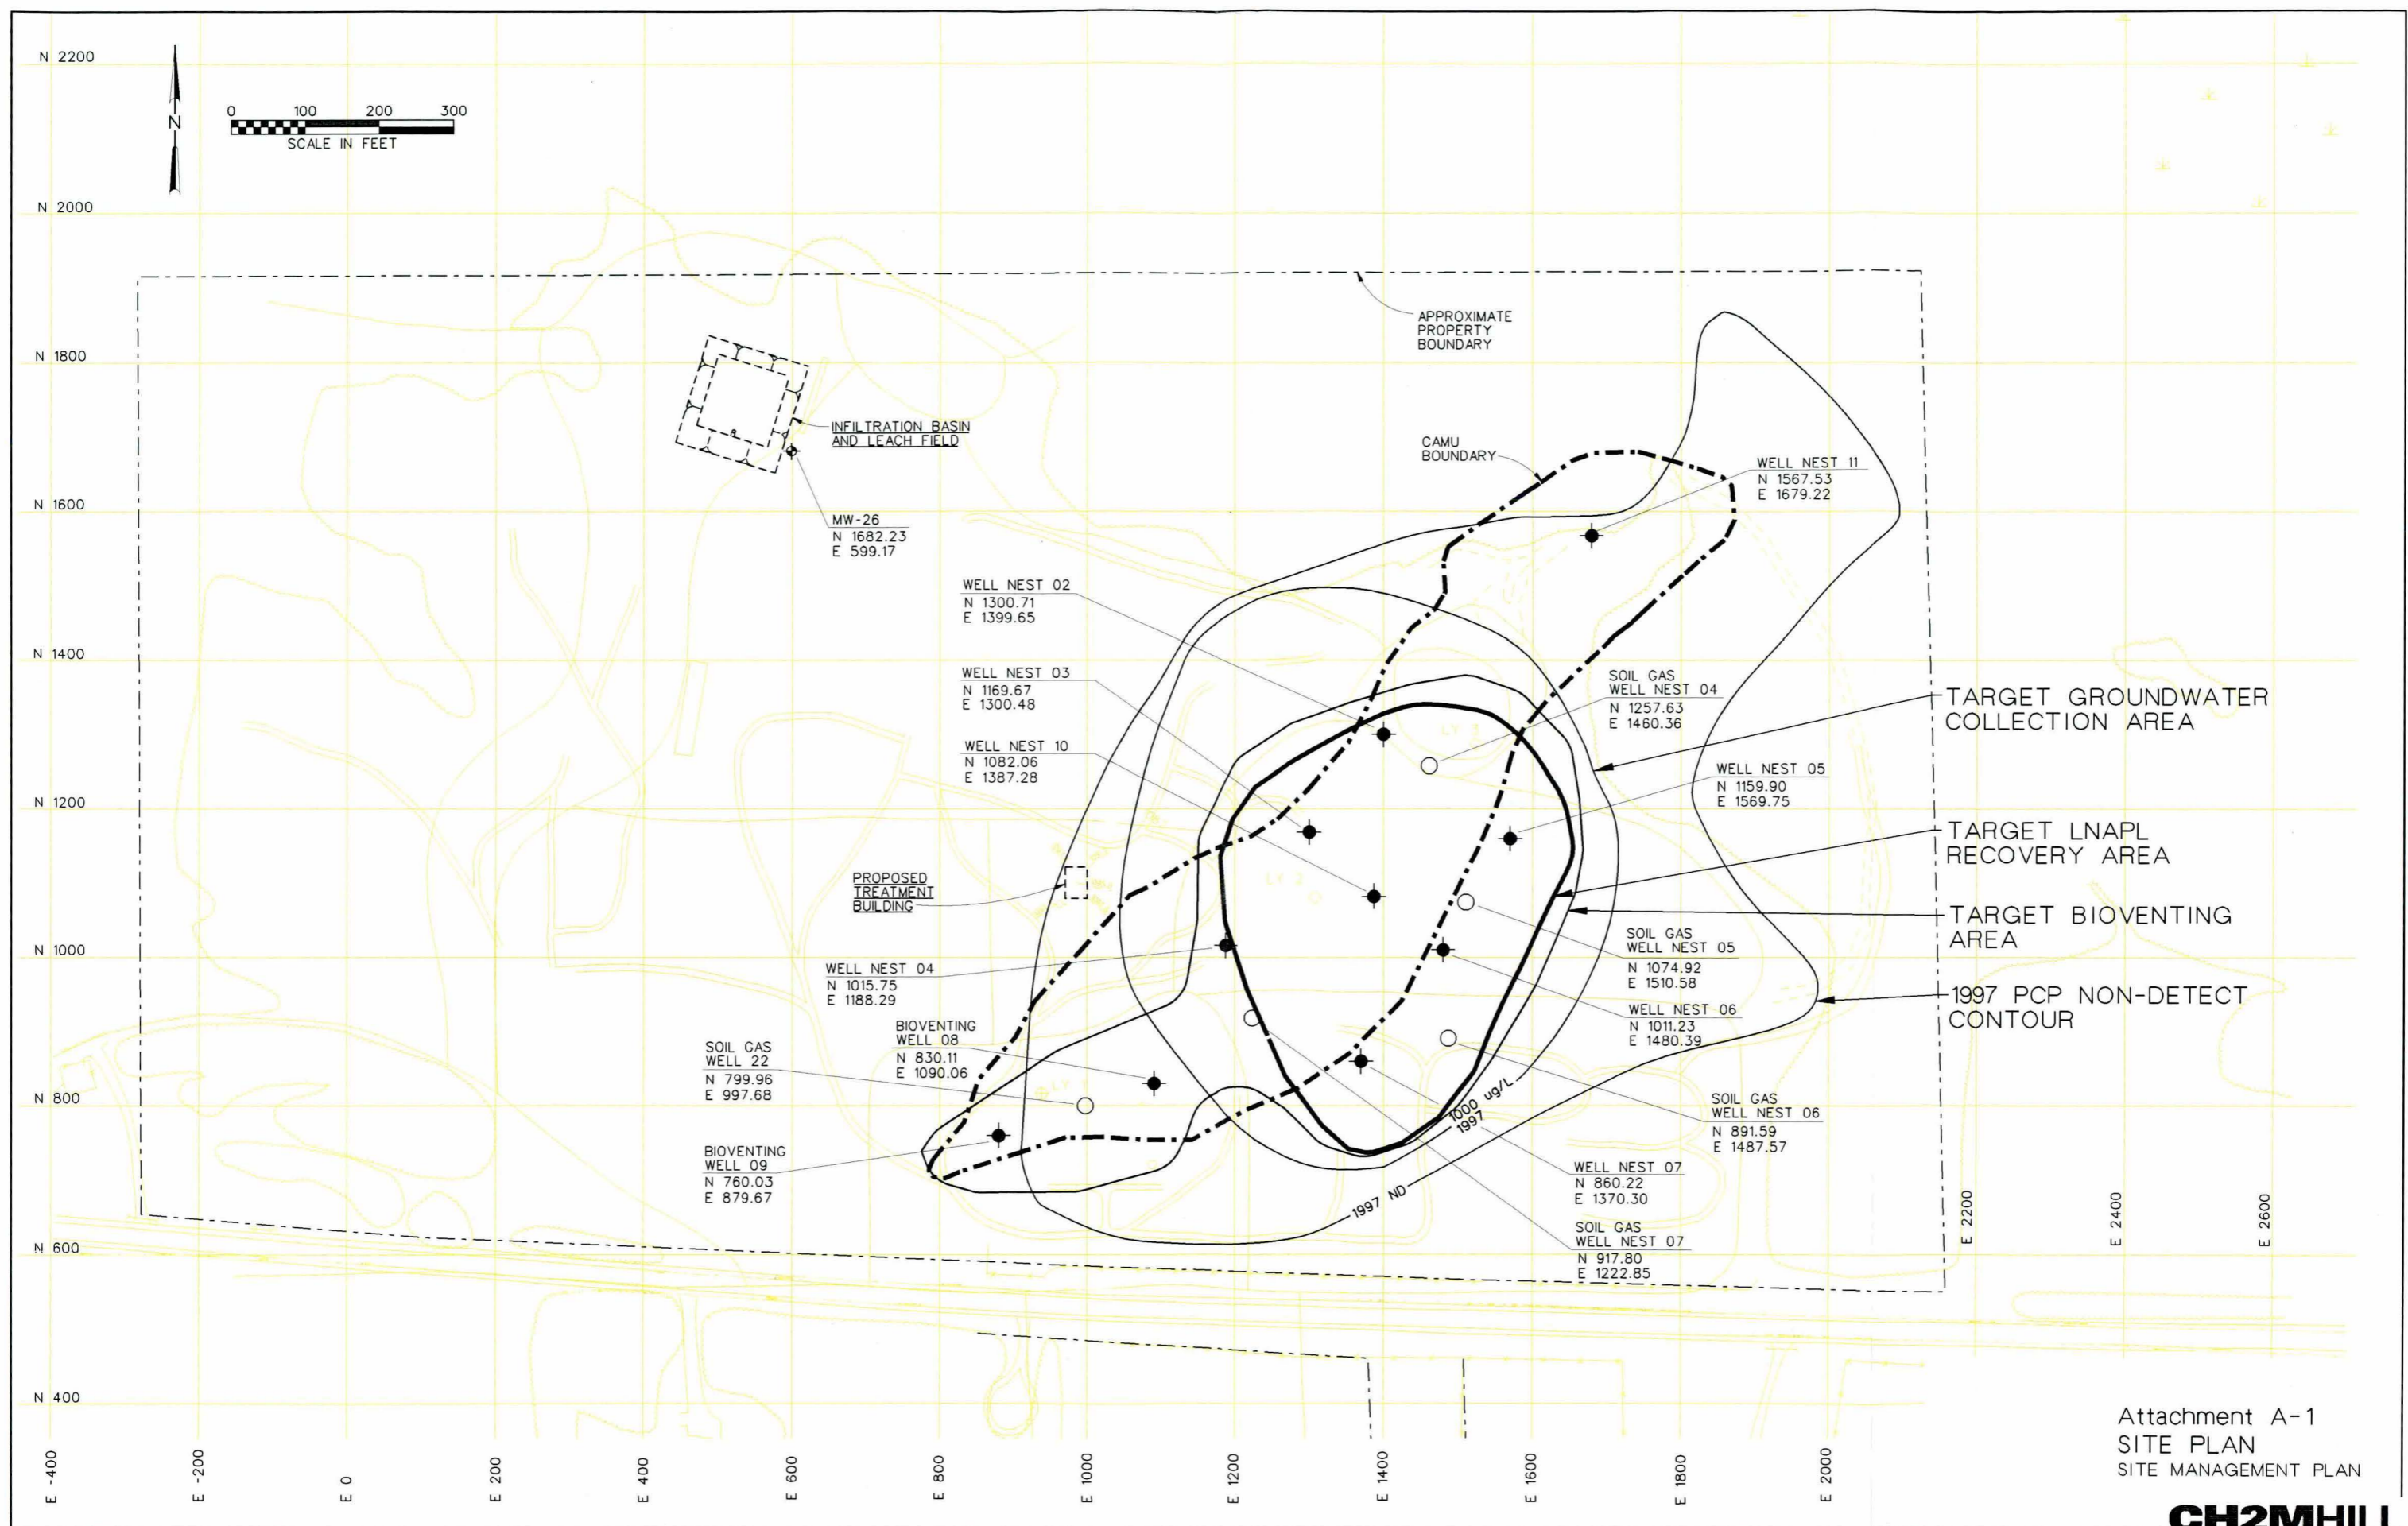 N 2200
N 2000
N 1800
N 1600
N 1400
N 1200
N 1000
N 800
N 600
N 400
N
0 100 200 300
SCALE IN FEET
APPROXIMATE
PROPERTY
BOUNDARY
INFILTRATION BASIN
AND LEACH FIELD
CAMU
BOUNDARY
WELL NEST 11
N 1567.53
E 1679.22
MW-26
N 1682.23
E 599.17
WELL NEST 02
N 1300.71
E 1399.65
WELL NEST 03
N 1169.67
E 1300.48
WELL NEST 10
N 1082.06
E 1387.28
SOIL GAS
WELL NEST 04
N 1257.63
E 1460.36
WELL NEST 05
N 1159.90
E 1569.75
TARGET GROUNDWATER
COLLECTION AREA
TARGET LNAPL
RECOVERY AREA
TARGET BIOVENTING
AREA
1997 PCP NON-DETECT
CONTOUR
PROPOSED
TREATMENT
BUILDING
WELL NEST 04
N 1015.75
E 1188.29
SOIL GAS
WELL NEST 05
N 1074.92
E 1510.58
WELL NEST 06
N 1011.23
E 1480.39
BIOVENTING
WELL 08
N 830.11
E 1090.06
SOIL GAS
WELL 22
N 799.96
E 997.68
BIOVENTING
WELL 09
N 760.03
E 879.67
SOIL GAS
WELL NEST 06
N 891.59
E 1487.57
1000 ug/L
1997
1997 ND
WELL NEST 07
N 860.22
E 1370.30
SOIL GAS
WELL NEST 07
N 917.80
E 1222.85
E -400
E -200
E 0
E 200
E 400
E 600
E 800
E 1000
E 1200
E 1400
E 1600
E 1800
E 2000
E 2200
E 2400
E 2600
Attachment A-1
SITE PLAN
SITE MANAGEMENT PLAN
CH2MHILL